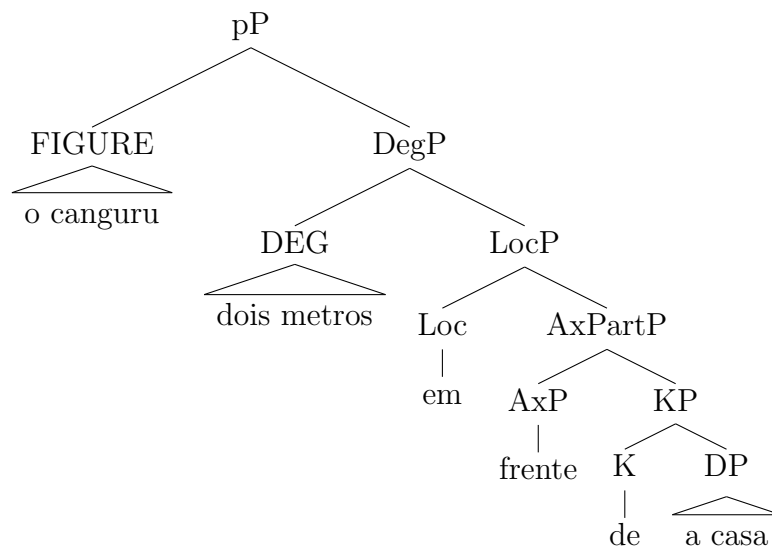 pP
FIGURE DegP
o canguru
DEG LocP
dois metros
Loc AxPartP
em
AxP KP
frente
K DP
de a casa